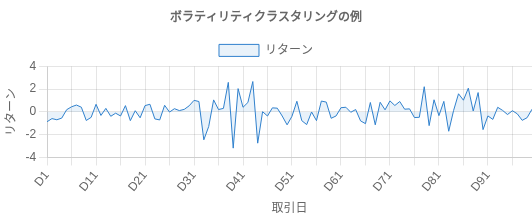 ボラティリティクラスタリングの例
リターン
リターン
4
2
0
-2
-4
D1
D11
D21
D31
D41
D51
D61
D71
D81
D91
取引日